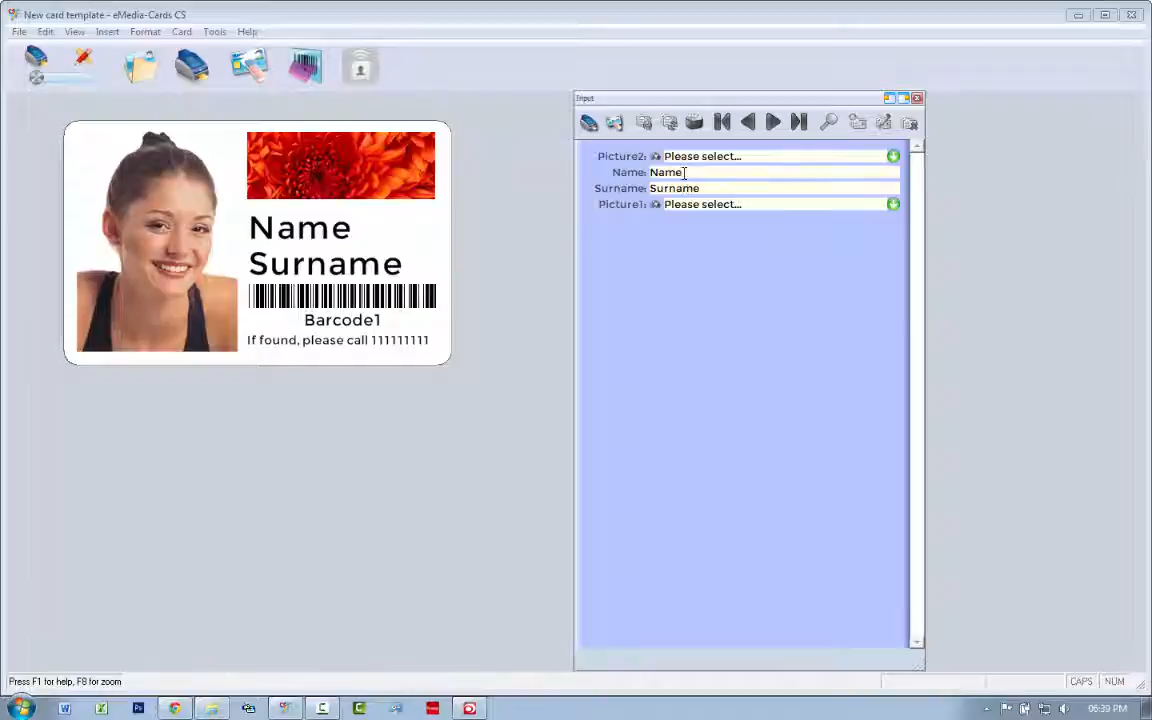 New card template - eMedia-Cards CS
File Edit View Insert Format Card Tools Help
Input
Picture2: Please select...
Name: Name
Surname: Surname
Picture1: Please select...
Name
Surname
Barcode1
If found, please call 111111111
Press F1 for help, F8 for zoom
CAPS NUM
06:39 PM